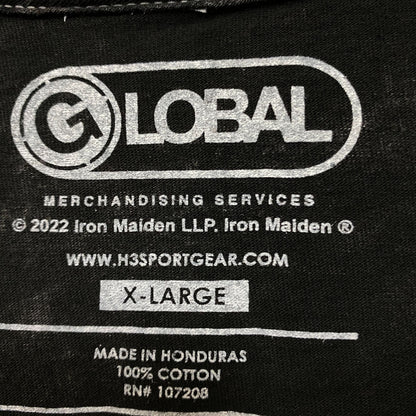 GLOBAL
MERCHANDISING SERVICES
© 2022 Iron Maiden LLP. Iron Maiden ®
WWW.H3SPORTGEAR.COM
X-LARGE
MADE IN HONDURAS
100% COTTON
RN# 107208